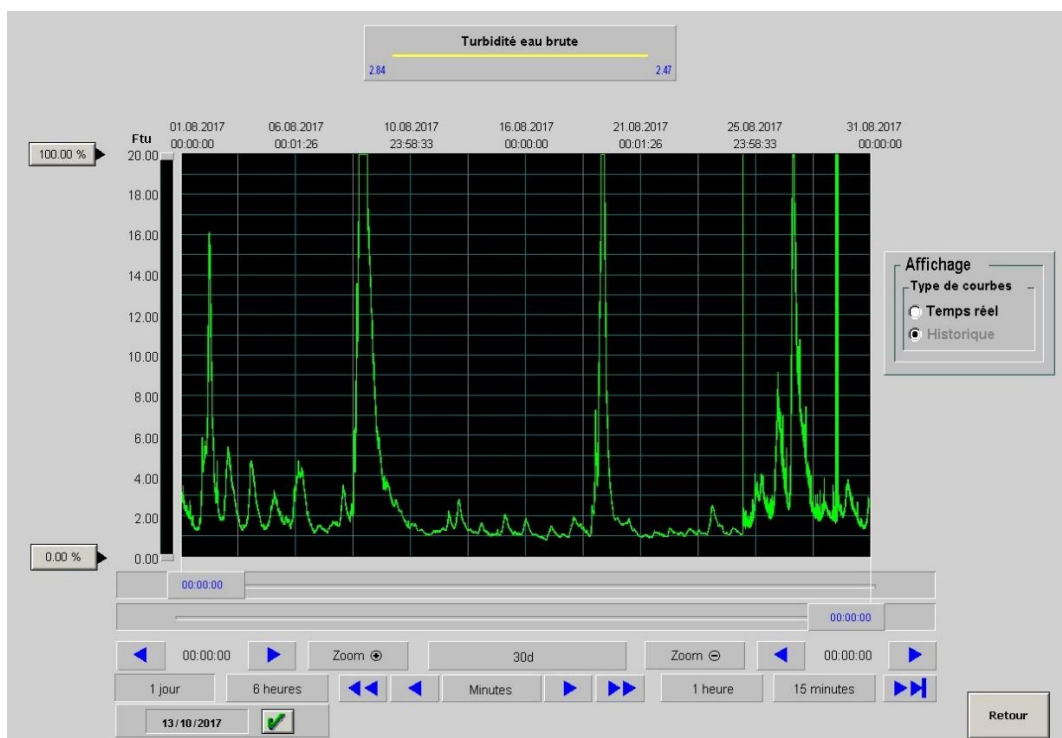 Turbidité eau brute
2.84 2.47
01.08.2017 06.08.2017 10.08.2017 16.08.2017 21.08.2017 25.08.2017 31.08.2017
Ftu 00:00:00 00:01:26 23:58:33 00:00:00 00:01:26 23:58:33 00:00:00
100.00 % 20.00
18.00
16.00
14.00
12.00
10.00
8.00
6.00
4.00
2.00
0.00 % 0.00
Affichage
Type de courbes
Temps réel
Historique
00:00:00
00:00:00
00:00:00 Zoom 30d Zoom 00:00:00
1 jour 6 heures Minutes 1 heure 15 minutes
13/10/2017
Retour